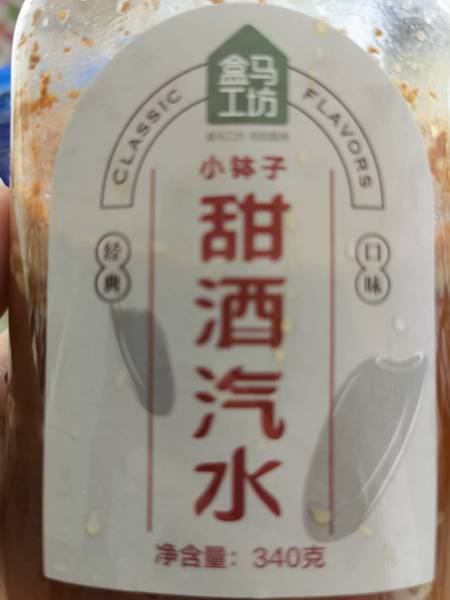 盒马
工坊
CLASSIC FLAVORS
小钵子
甜酒汽水
经典
口味
净含量：340克